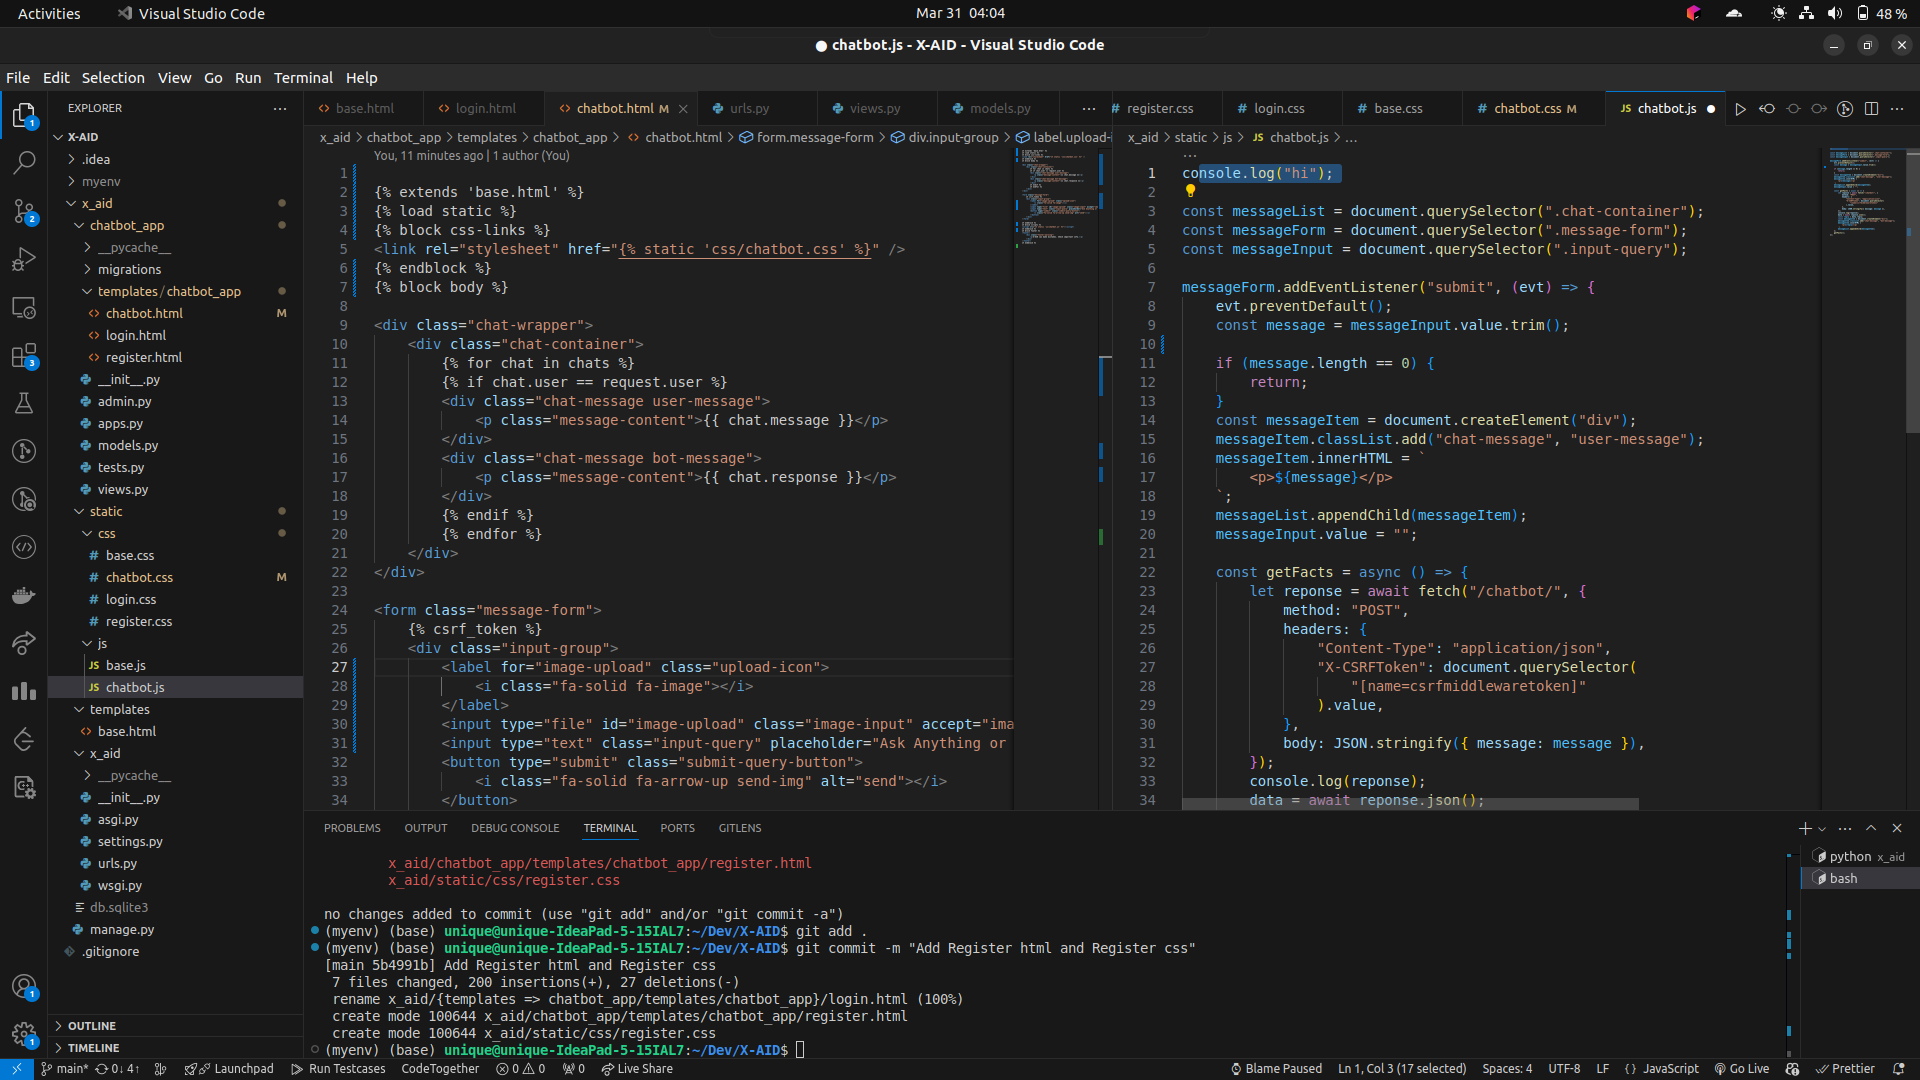 Activities
Visual Studio Code
Mar 31 04:04
48 %
● chatbot.js - X-AID - Visual Studio Code
File Edit Selection View Go Run Terminal Help
EXPLORER
X-AID
.idea
myenv
x_aid
chatbot_app
__pycache__
migrations
templates/chatbot_app
chatbot.html M
login.html
register.html
__init__.py
admin.py
apps.py
models.py
tests.py
views.py
static
css
base.css
chatbot.css M
login.css
register.css
js
base.js
chatbot.js
templates
base.html
x_aid
__pycache__
__init__.py
asgi.py
settings.py
urls.py
wsgi.py
db.sqlite3
manage.py
.gitignore
OUTLINE
TIMELINE
base.html login.html chatbot.html M urls.py views.py models.py
x_aid > chatbot_app > templates > chatbot_app > chatbot.html > form.message-form > div.input-group > label.upload-i
You, 11 minutes ago | 1 author (You)
1
2 {% extends 'base.html' %}
3 {% load static %}
4 {% block css-links %}
5 <link rel="stylesheet" href="{% static 'css/chatbot.css' %}" />
6 {% endblock %}
7 {% block body %}
8
9 <div class="chat-wrapper">
10 <div class="chat-container">
11 {% for chat in chats %}
12 {% if chat.user == request.user %}
13 <div class="chat-message user-message">
14 <p class="message-content">{{ chat.message }}</p>
15 </div>
16 <div class="chat-message bot-message">
17 <p class="message-content">{{ chat.response }}</p>
18 </div>
19 {% endif %}
20 {% endfor %}
21 </div>
22 </div>
23
24 <form class="message-form">
25 {% csrf_token %}
26 <div class="input-group">
27 <label for="image-upload" class="upload-icon">
28 <i class="fa-solid fa-image"></i>
29 </label>
30 <input type="file" id="image-upload" class="image-input" accept="ima
31 <input type="text" class="input-query" placeholder="Ask Anything or
32 <button type="submit" class="submit-query-button">
33 <i class="fa-solid fa-arrow-up send-img" alt="send"></i>
34 </button>
register.css login.css base.css chatbot.css M chatbot.js
x_aid > static > js > chatbot.js > ...
1 console.log("hi");
2
3 const messageList = document.querySelector(".chat-container");
4 const messageForm = document.querySelector(".message-form");
5 const messageInput = document.querySelector(".input-query");
6
7 messageForm.addEventListener("submit", (evt) => {
8 evt.preventDefault();
9 const message = messageInput.value.trim();
10
11 if (message.length == 0) {
12 return;
13 }
14 const messageItem = document.createElement("div");
15 messageItem.classList.add("chat-message", "user-message");
16 messageItem.innerHTML = `
17 <p>${message}</p>
18 `;
19 messageList.appendChild(messageItem);
20 messageInput.value = "";
21
22 const getFacts = async () => {
23 let reponse = await fetch("/chatbot/", {
24 method: "POST",
25 headers: {
26 "Content-Type": "application/json",
27 "X-CSRFToken": document.querySelector(
28 "[name=csrfmiddlewaretoken]"
29 ).value,
30 },
31 body: JSON.stringify({ message: message }),
32 });
33 console.log(reponse);
34 data = await reponse.json();
PROBLEMS OUTPUT DEBUG CONSOLE TERMINAL PORTS GITLENS
x_aid/chatbot_app/templates/chatbot_app/register.html
x_aid/static/css/register.css
no changes added to commit (use "git add" and/or "git commit -a")
(myenv) (base) unique@unique-IdeaPad-5-15IAL7:~/Dev/X-AID$ git add .
(myenv) (base) unique@unique-IdeaPad-5-15IAL7:~/Dev/X-AID$ git commit -m "Add Register html and Register css"
[main 5b4991b] Add Register html and Register css
7 files changed, 200 insertions(+), 27 deletions(-)
rename x_aid/{templates => chatbot_app/templates/chatbot_app}/login.html (100%)
create mode 100644 x_aid/chatbot_app/templates/chatbot_app/register.html
create mode 100644 x_aid/static/css/register.css
(myenv) (base) unique@unique-IdeaPad-5-15IAL7:~/Dev/X-AID$
python x_aid
bash
main* 0↓ 4↑ Launchpad Run Testcases CodeTogether 0 0 0 Live Share
Blame Paused Ln 1, Col 3 (17 selected) Spaces: 4 UTF-8 LF {} JavaScript Go Live Prettier